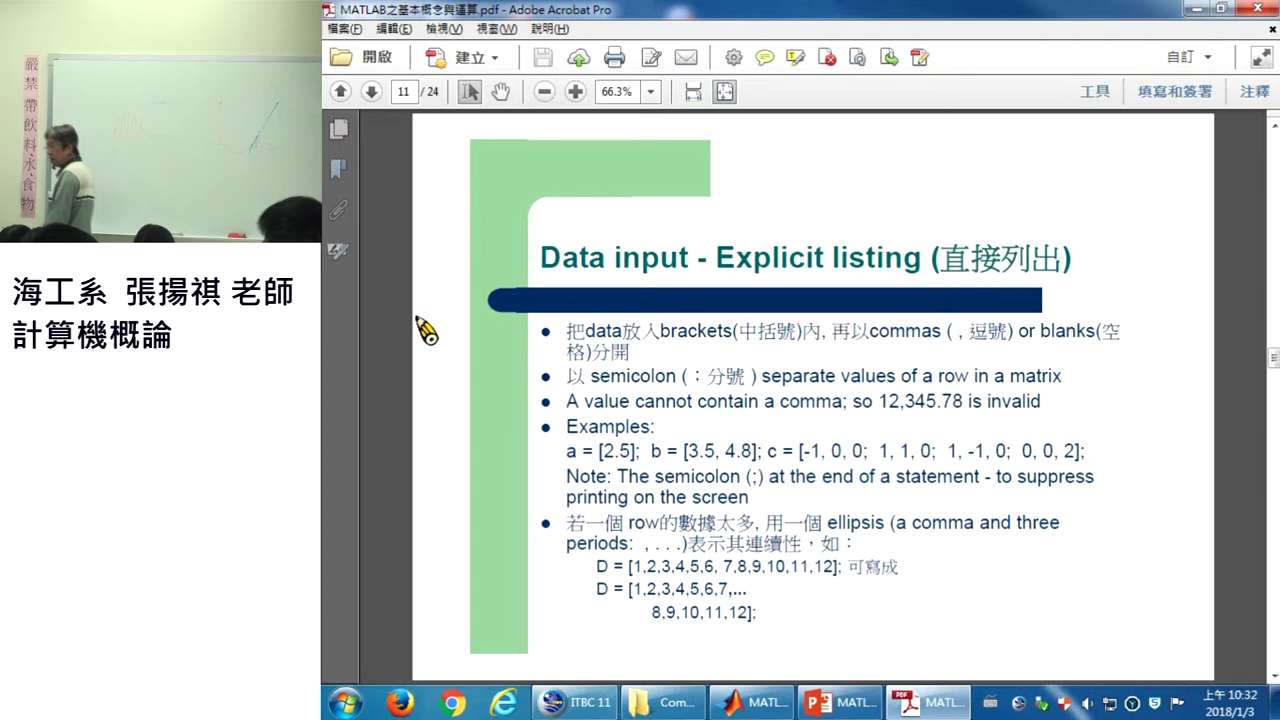 MATLAB之基本概念與運算.pdf - Adobe Acrobat Pro
檔案(F) 編輯(E) 檢視(V) 視窗(W) 說明(H)
開啟 建立 自訂
11 / 24 66.3% 工具 填寫和簽署 注釋
嚴禁帶飲料、水、食物
海工系 張揚祺 老師
計算機概論
Data input - Explicit listing (直接列出)
● 把data放入brackets(中括號)內, 再以commas ( , 逗號) or blanks(空
格)分開
● 以 semicolon (；分號 ) separate values of a row in a matrix
● A value cannot contain a comma; so 12,345.78 is invalid
● Examples:
a = [2.5]; b = [3.5, 4.8]; c = [-1, 0, 0; 1, 1, 0; 1, -1, 0; 0, 0, 2];
Note: The semicolon (;) at the end of a statement - to suppress
printing on the screen
● 若一個 row的數據太多, 用一個 ellipsis (a comma and three
periods: , . . .)表示其連續性，如：
D = [1,2,3,4,5,6, 7,8,9,10,11,12]; 可寫成
D = [1,2,3,4,5,6,7,...
8,9,10,11,12];
ITBC 11 Com... MATL... MATL... MATL...
上午 10:32
2018/1/3